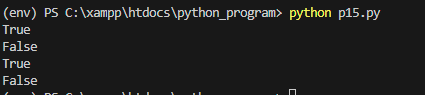 (env) PS C:\xampp\htdocs\python_program> python p15.py
True
False
True
False